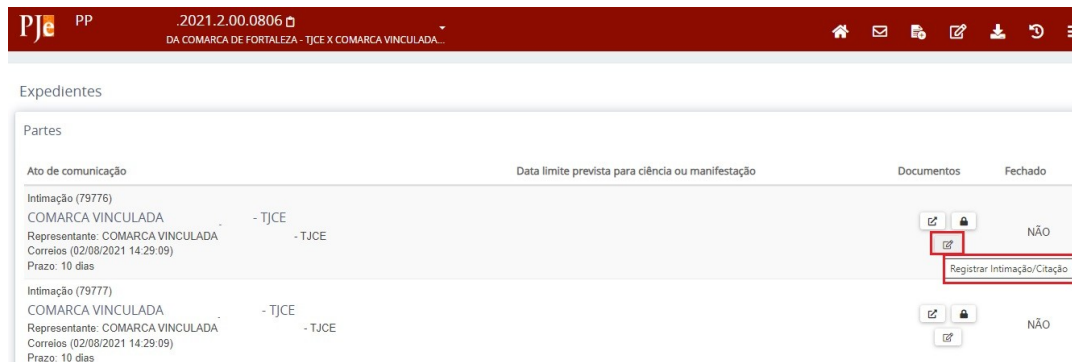 PJe PP .2021.2.00.0806
DA COMARCA DE FORTALEZA - TJCE X COMARCA VINCULADA...
Expedientes
Partes
Ato de comunicação Data limite prevista para ciência ou manifestação Documentos Fechado
Intimação (79776)
COMARCA VINCULADA - TJCE
Representante: COMARCA VINCULADA - TJCE
Correios (02/08/2021 14:29:09)
Prazo: 10 dias
NÃO
Registrar Intimação/Citação
Intimação (79777)
COMARCA VINCULADA - TJCE
Representante: COMARCA VINCULADA - TJCE
Correios (02/08/2021 14:29:09)
Prazo: 10 dias
NÃO